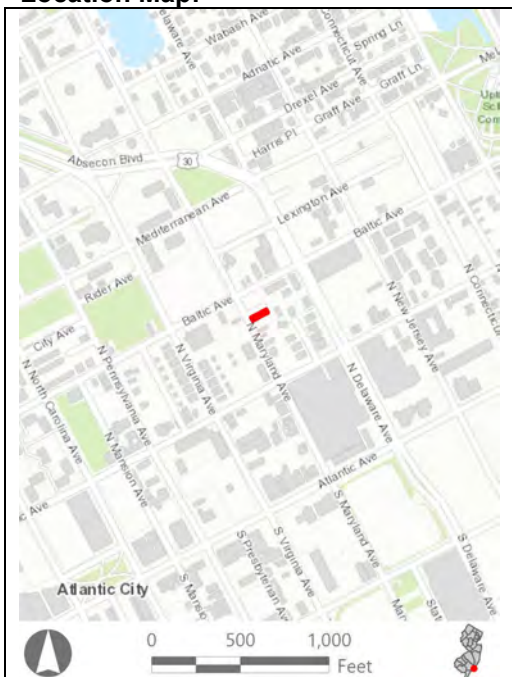 Location Map:
Delaware Ave
Wabash Ave
Connecticut Ave
Spring Ln
Adriatic Ave
Graff Ln
Drexel Ave
Graff Ave
Harris Pl
Absecon Blvd
30
Mediterranean Ave
Lexington Ave
Baltic Ave
Rider Ave
Baltic Ave
City Ave
N Maryland Ave
N New Jersey Ave
N Connecticut
N Virginia Ave
N Pennsylvania Ave
N North Carolina Ave
N Mansion Ave
N Delaware Ave
Atlantic Ave
S Maryland Ave
S Virginia Ave
S Presbyterian Ave
S Delaware Ave
Atlantic City
0 500 1,000
Feet